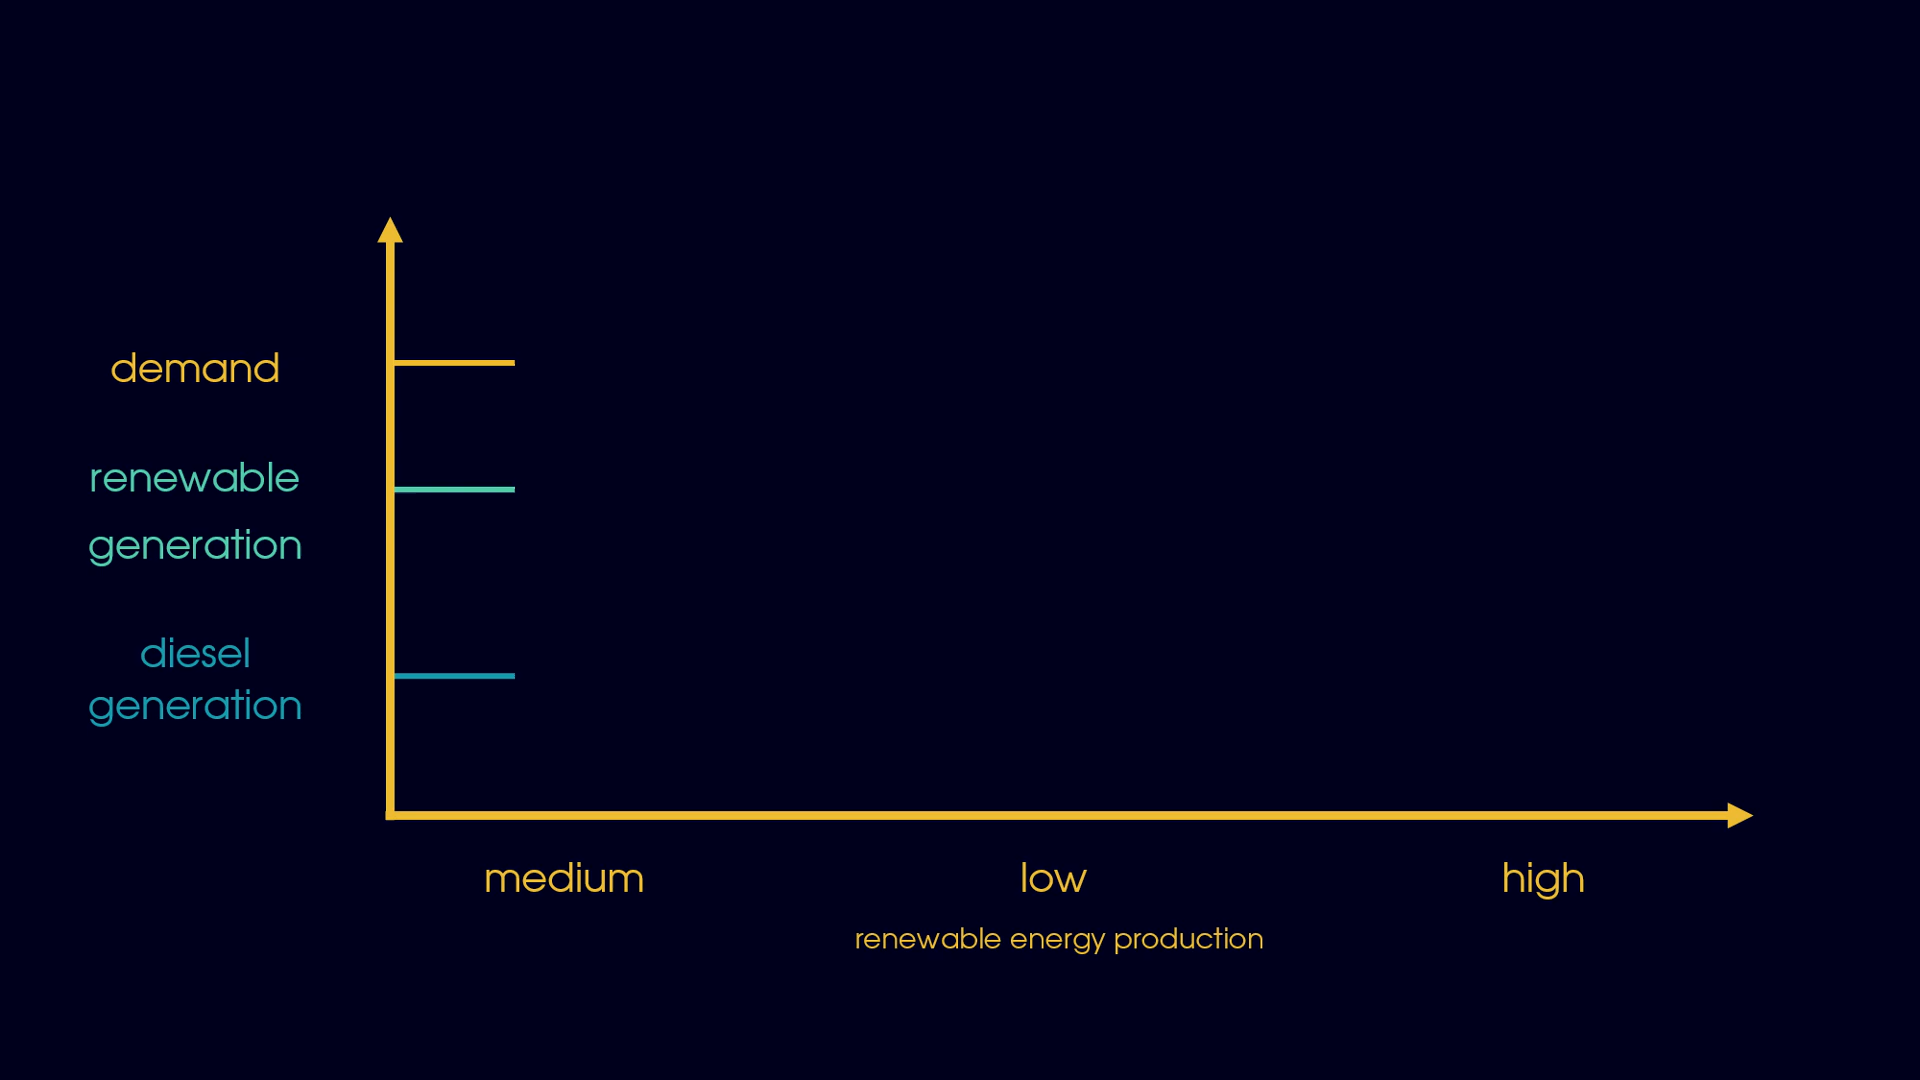 demand
renewable
generation
diesel
generation
medium
low
high
renewable energy production